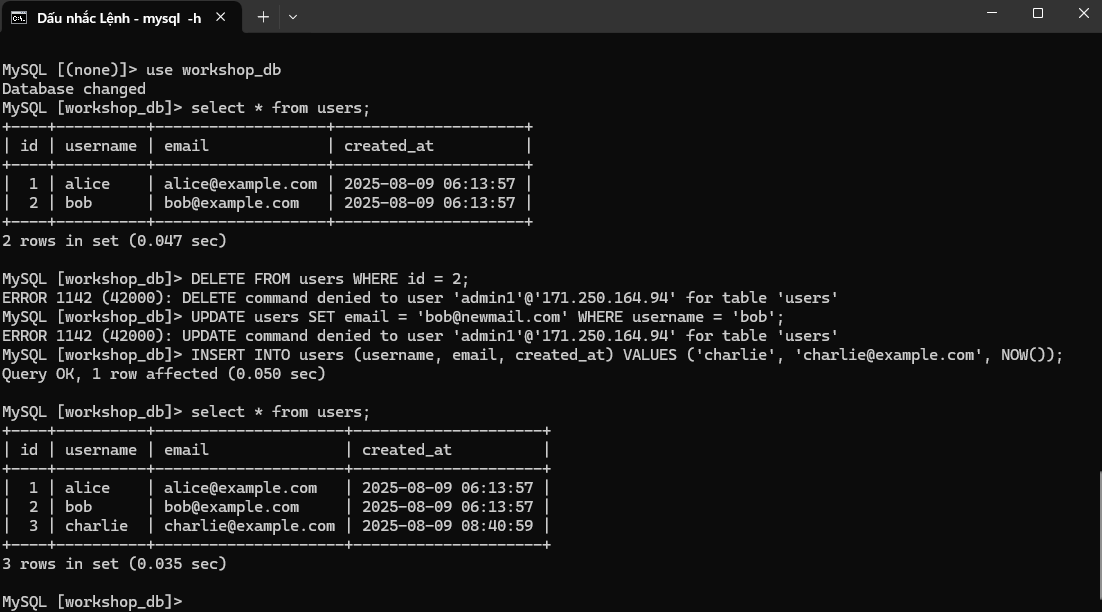 Dấu nhắc Lệnh - mysql -h
MySQL [(none)]> use workshop_db
Database changed
MySQL [workshop_db]> select * from users;
+----+----------+-------------------+---------------------+
| id | username | email             | created_at          |
+----+----------+-------------------+---------------------+
|  1 | alice    | alice@example.com | 2025-08-09 06:13:57 |
|  2 | bob      | bob@example.com   | 2025-08-09 06:13:57 |
+----+----------+-------------------+---------------------+
2 rows in set (0.047 sec)
MySQL [workshop_db]> DELETE FROM users WHERE id = 2;
ERROR 1142 (42000): DELETE command denied to user 'admin1'@'171.250.164.94' for table 'users'
MySQL [workshop_db]> UPDATE users SET email = 'bob@newmail.com' WHERE username = 'bob';
ERROR 1142 (42000): UPDATE command denied to user 'admin1'@'171.250.164.94' for table 'users'
MySQL [workshop_db]> INSERT INTO users (username, email, created_at) VALUES ('charlie', 'charlie@example.com', NOW());
Query OK, 1 row affected (0.050 sec)
MySQL [workshop_db]> select * from users;
+----+----------+---------------------+---------------------+
| id | username | email               | created_at          |
+----+----------+---------------------+---------------------+
|  1 | alice    | alice@example.com   | 2025-08-09 06:13:57 |
|  2 | bob      | bob@example.com     | 2025-08-09 06:13:57 |
|  3 | charlie  | charlie@example.com | 2025-08-09 08:40:59 |
+----+----------+---------------------+---------------------+
3 rows in set (0.035 sec)
MySQL [workshop_db]>